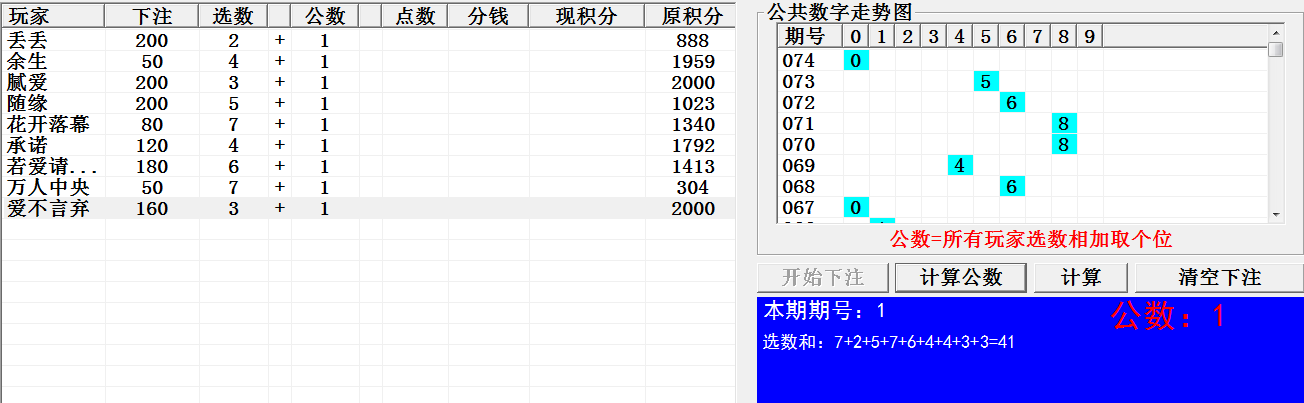 玩家 下注 选数 公数 点数 分钱 现积分 原积分
丢丢 200 2 + 1 888
余生 50 4 + 1 1959
腻爱 200 3 + 1 2000
随缘 200 5 + 1 1023
花开落幕 80 7 + 1 1340
承诺 120 4 + 1 1792
若爱请... 180 6 + 1 1413
万人中央 50 7 + 1 304
爱不言弃 160 3 + 1 2000
公共数字走势图
期号 0 1 2 3 4 5 6 7 8 9
074 0
073 5
072 6
071 8
070 8
069 4
068 6
067 0
公数=所有玩家选数相加取个位
开始下注 计算公数 计算 清空下注
本期期号：1 公数：1
选数和：7+2+5+7+6+4+4+3+3=41